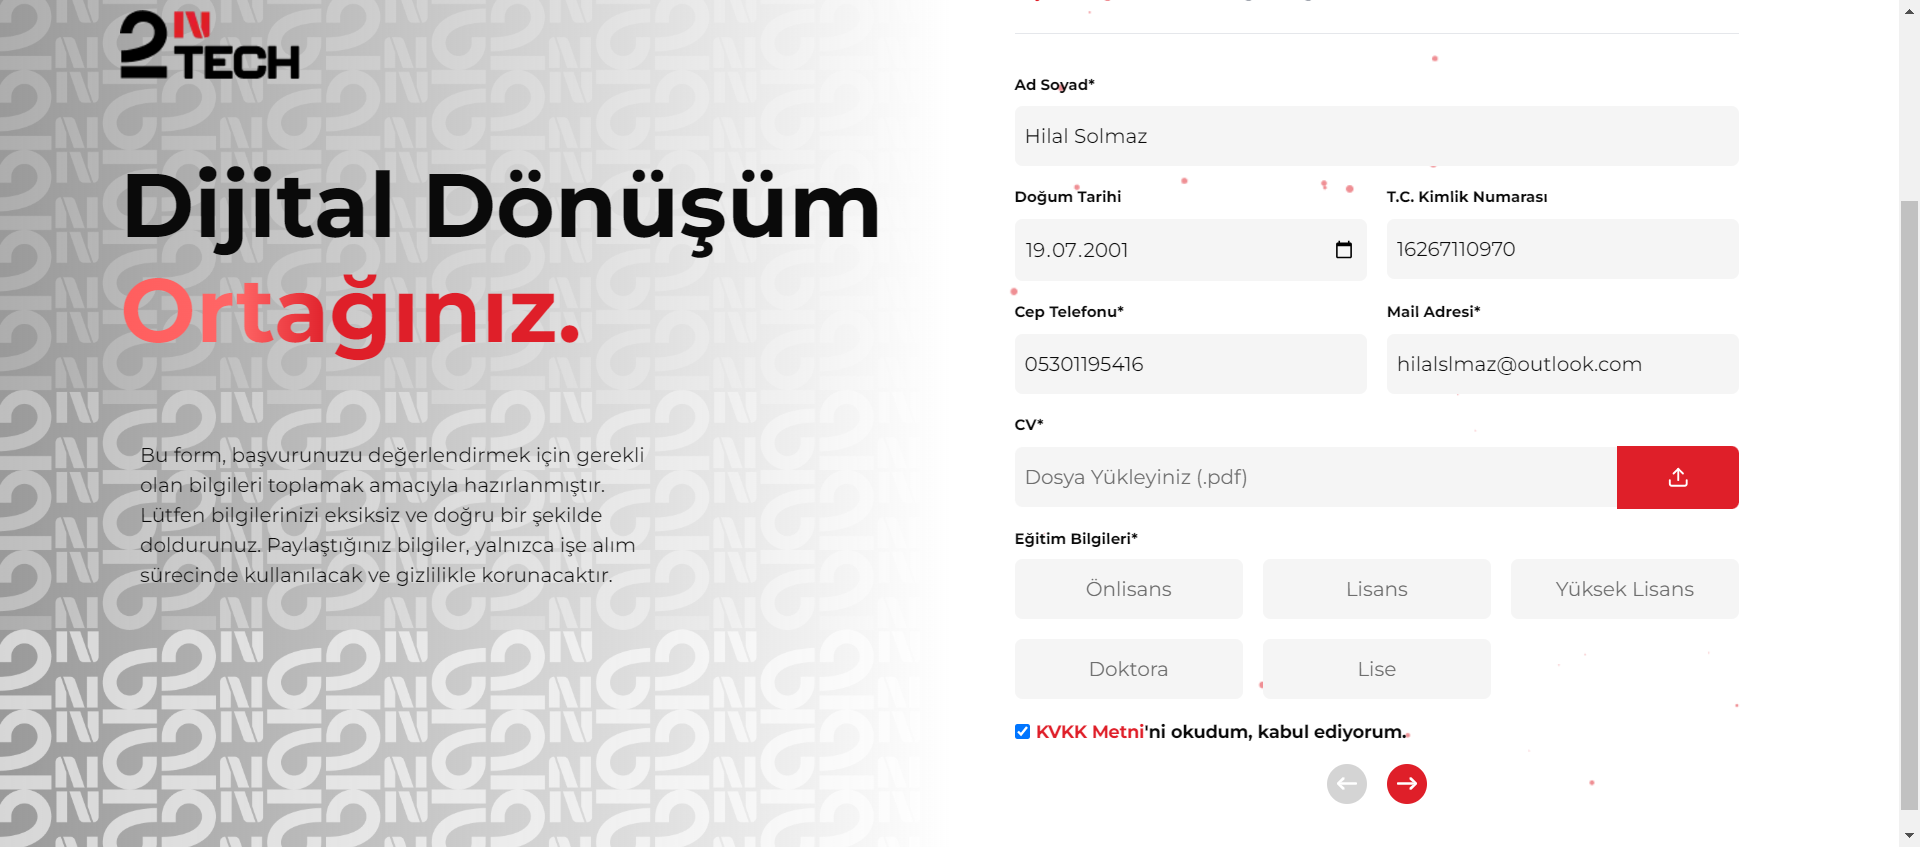 2N
TECH
Dijital Dönüşüm
Ortağınız.
Bu form, başvurunuzu değerlendirmek için gerekli
olan bilgileri toplamak amacıyla hazırlanmıştır.
Lütfen bilgilerinizi eksiksiz ve doğru bir şekilde
doldurunuz. Paylaştığınız bilgiler, yalnızca işe alım
sürecinde kullanılacak ve gizlilikle korunacaktır.
Ad Soyad*
Hilal Solmaz
Doğum Tarihi
T.C. Kimlik Numarası
19.07.2001
16267110970
Cep Telefonu*
Mail Adresi*
05301195416
hilalslmaz@outlook.com
CV*
Dosya Yükleyiniz (.pdf)
Eğitim Bilgileri*
Önlisans
Lisans
Yüksek Lisans
Doktora
Lise
KVKK Metni'ni okudum, kabul ediyorum.